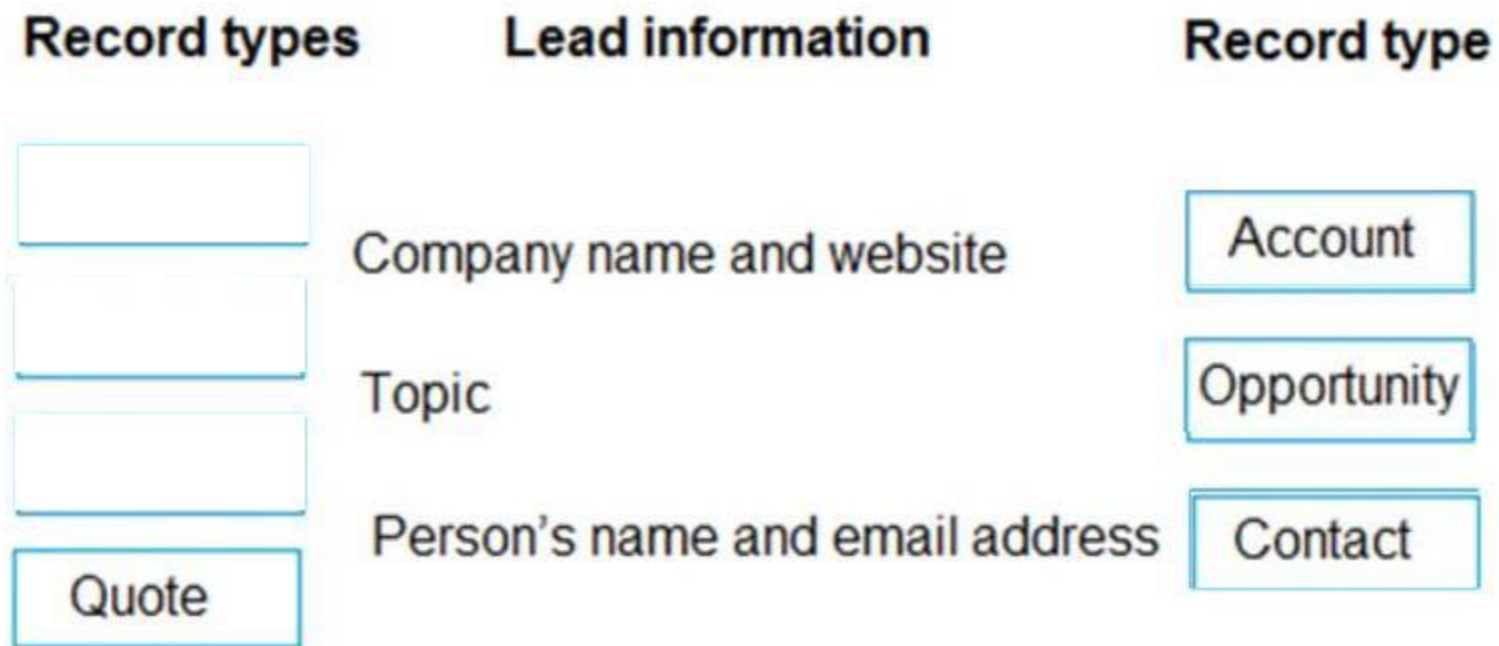 Record types Lead information Record type
Company name and website Account
Topic Opportunity
Person's name and email address Contact
Quote